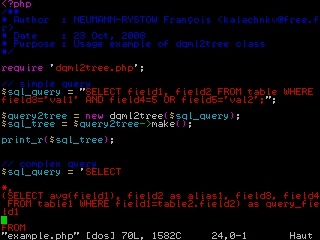 <?php
/**
* Author  : NEUMANN-RYSTOW François <kalachnkv@free.f
r>
* Date    : 23 Oct, 2008
* Purpose : Usage example of dqml2tree class
*/
require 'dqml2tree.php';
// simple query
$sql_query = "SELECT field1, field2 FROM table WHERE
field3='val1' AND field4=5 OR field5='val2';";
$query2tree = new dqml2tree($sql_query);
$sql_tree = $query2tree->make();
print_r($sql_tree);
// complex query
$sql_query = 'SELECT
*,
(SELECT avg(field1), field2 as alias1, field3, field4
 FROM table1 WHERE field1=table2.field2) as query_fie
ld1
FROM
"example.php" [dos] 70L, 1582C 24,0-1 Haut